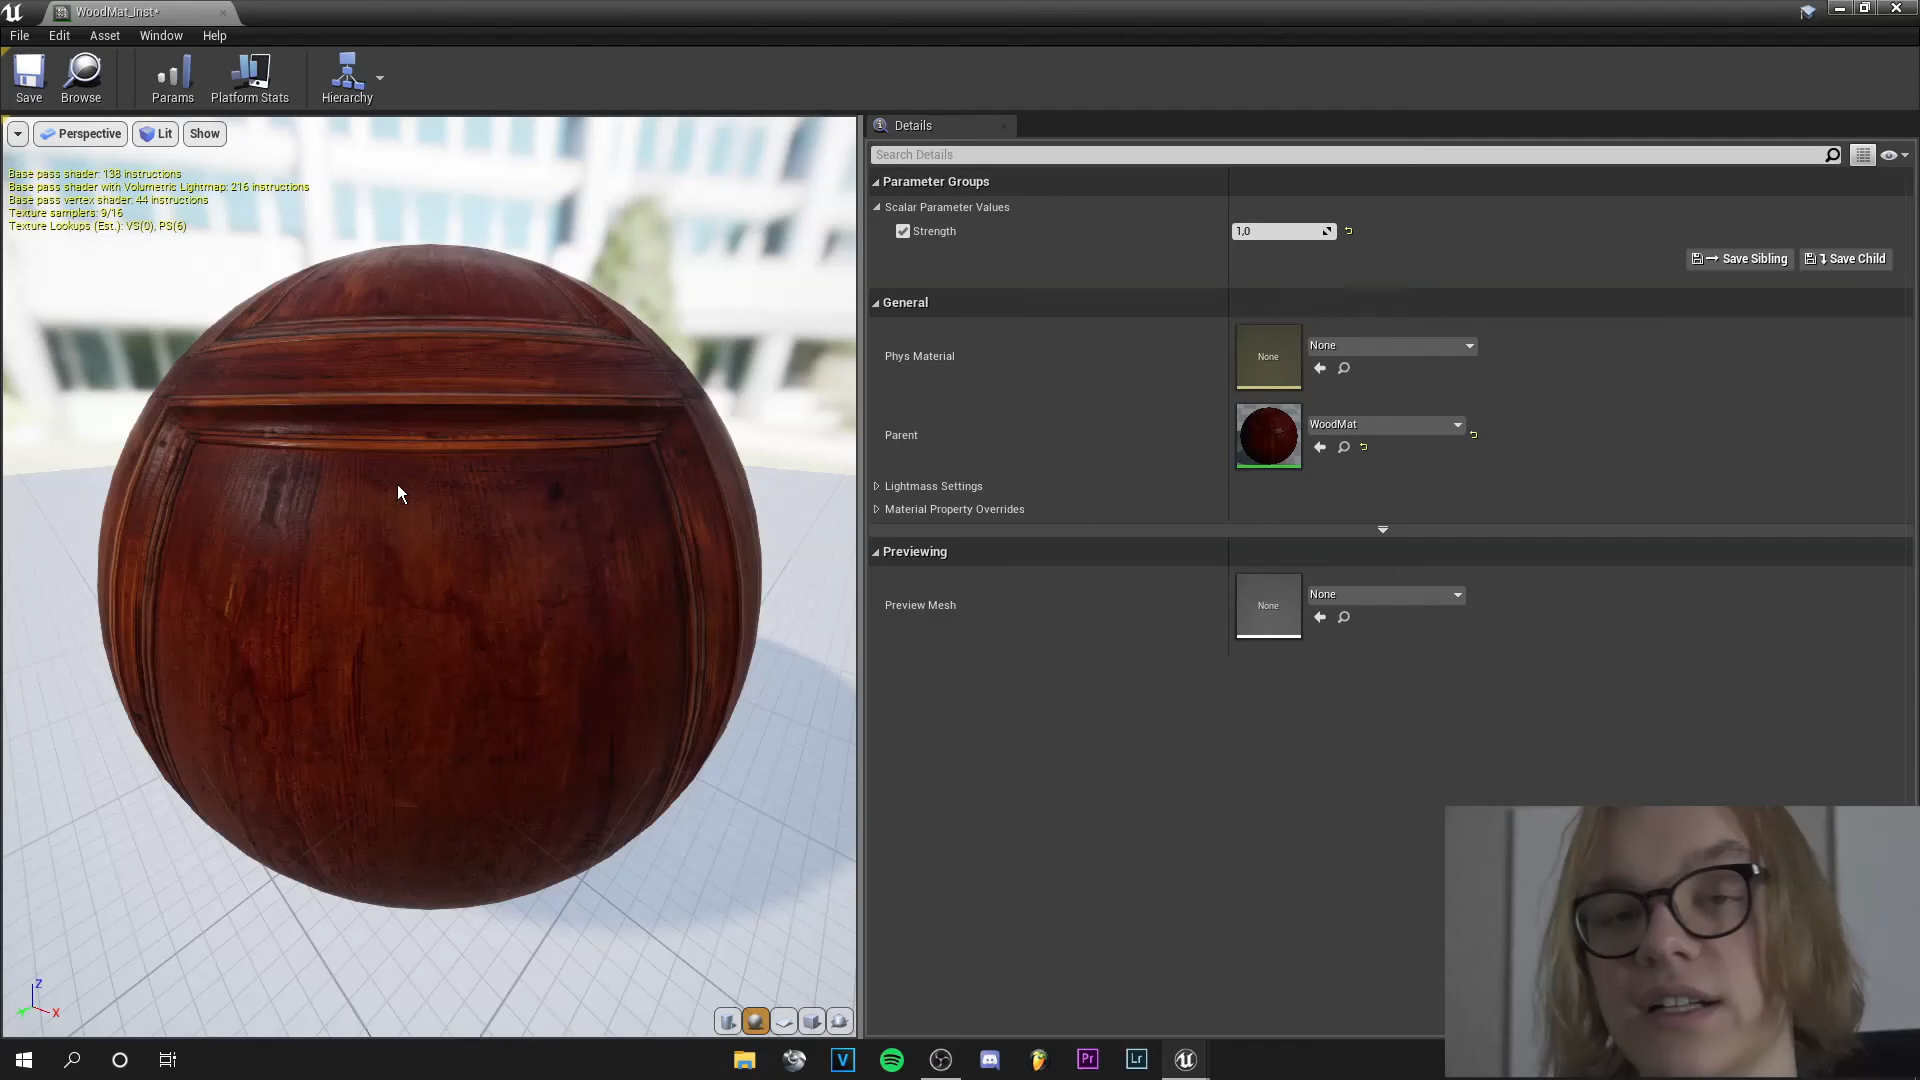 WoodMat_Inst*
File Edit Asset Window Help
Save Browse Params Platform Stats Hierarchy
Perspective Lit Show
Base pass shader: 138 instructions
Base pass shader with Volumetric Lightmap: 216 instructions
Base pass vertex shader: 44 instructions
Texture samplers: 9/16
Texture Lookups (Est.): VS(0), PS(6)
Z
X
Details
Search Details
Parameter Groups
Scalar Parameter Values
Strength 1,0
Save Sibling Save Child
General
Phys Material None None
Parent WoodMat
Lightmass Settings
Material Property Overrides
Previewing
Preview Mesh None None
V Pr Lr